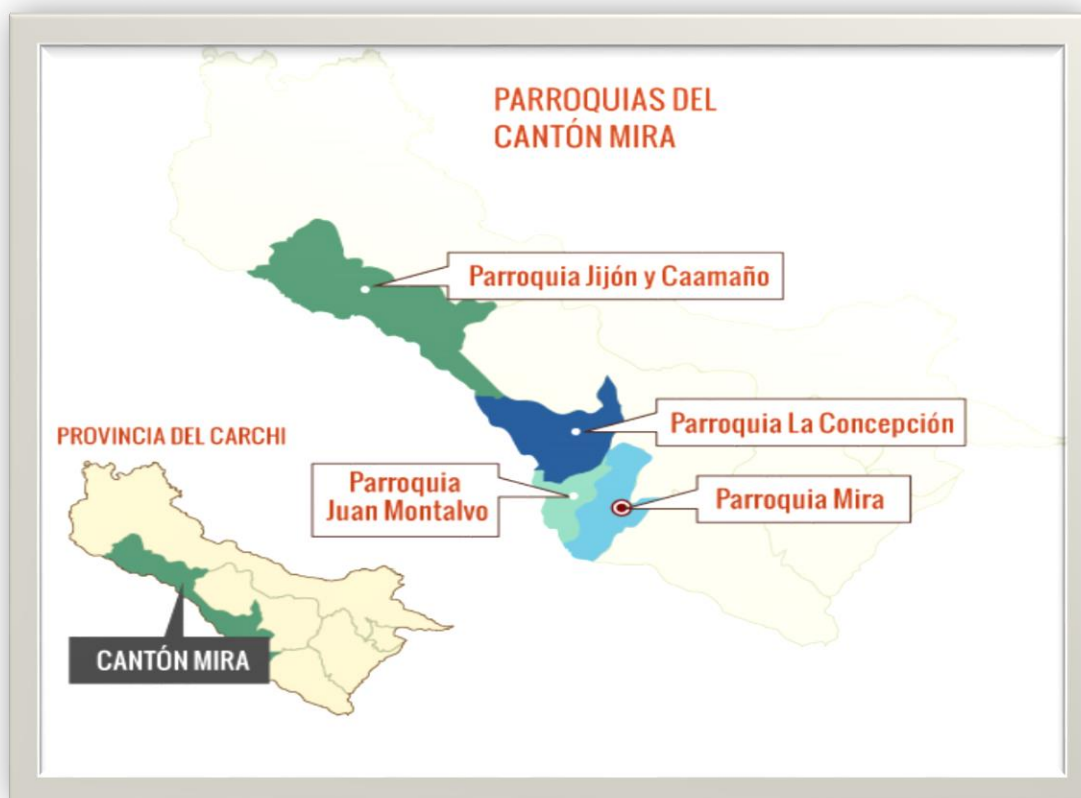 PARROQUIAS DEL
CANTÓN MIRA
Parroquia Jijón y Caamaño
Parroquia La Concepción
PROVINCIA DEL CARCHI
Parroquia
Juan Montalvo
Parroquia Mira
CANTÓN MIRA